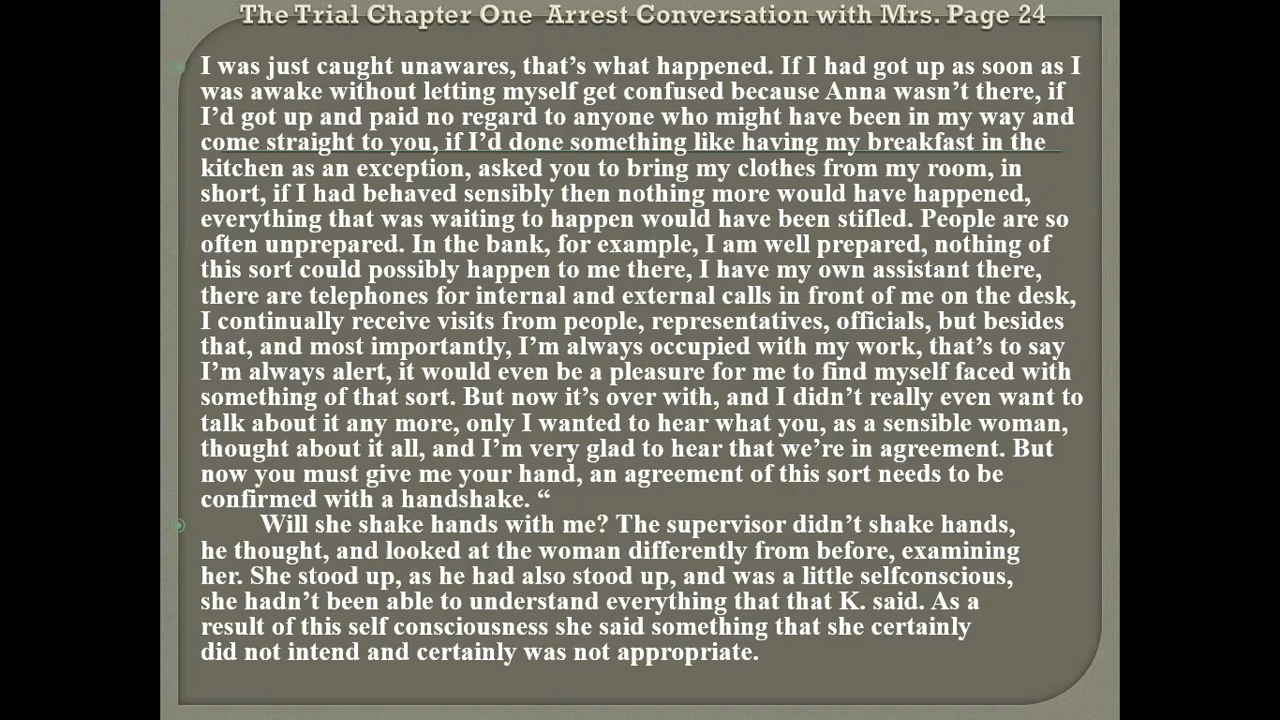 The Trial Chapter One Arrest Conversation with Mrs. Page 24
I was just caught unawares, that’s what happened. If I had got up as soon as I
was awake without letting myself get confused because Anna wasn’t there, if
I’d got up and paid no regard to anyone who might have been in my way and
come straight to you, if I’d done something like having my breakfast in the
kitchen as an exception, asked you to bring my clothes from my room, in
short, if I had behaved sensibly then nothing more would have happened,
everything that was waiting to happen would have been stifled. People are so
often unprepared. In the bank, for example, I am well prepared, nothing of
this sort could possibly happen to me there, I have my own assistant there,
there are telephones for internal and external calls in front of me on the desk,
I continually receive visits from people, representatives, officials, but besides
that, and most importantly, I’m always occupied with my work, that’s to say
I’m always alert, it would even be a pleasure for me to find myself faced with
something of that sort. But now it’s over with, and I didn’t really even want to
talk about it any more, only I wanted to hear what you, as a sensible woman,
thought about it all, and I’m very glad to hear that we’re in agreement. But
now you must give me your hand, an agreement of this sort needs to be
confirmed with a handshake. “
Will she shake hands with me? The supervisor didn’t shake hands,
he thought, and looked at the woman differently from before, examining
her. She stood up, as he had also stood up, and was a little selfconscious,
she hadn’t been able to understand everything that that K. said. As a
result of this self consciousness she said something that she certainly
did not intend and certainly was not appropriate.